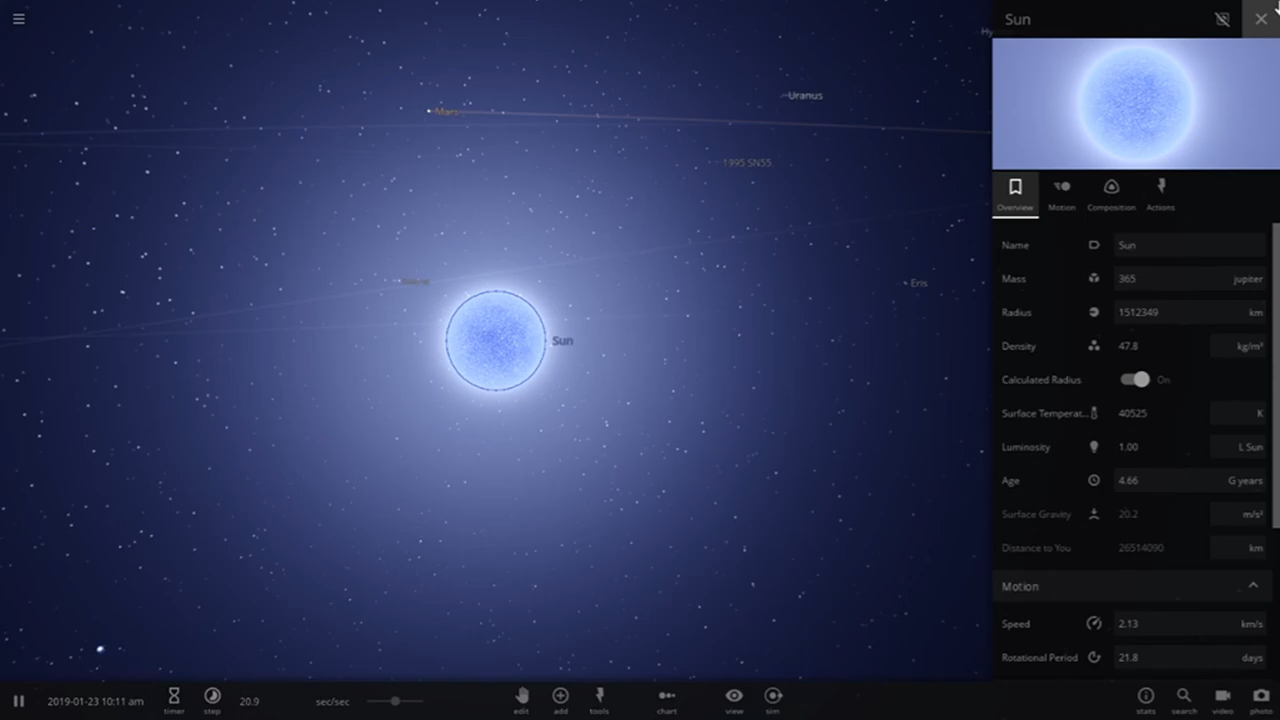 Sun
Hy
Uranus
Mars
1995 SN55
Eris
Sun
Overview
Motion
Composition
Actions
Name Sun
Mass 365 jupiter
Radius 1512349 km
Density 47.8 kg/m³
Calculated Radius On
Surface Temperat... 40525 K
Luminosity 1.00 L Sun
Age 4.66 G years
Surface Gravity 20.2 m/s²
Distance to You 26514090 km
Motion
Speed 2.13 km/s
Rotational Period 21.8 days
2019-01-23 10:11 am
timer
step
20.9 sec/sec
edit
add
tools
chart
view
sim
stats
search
video
photo